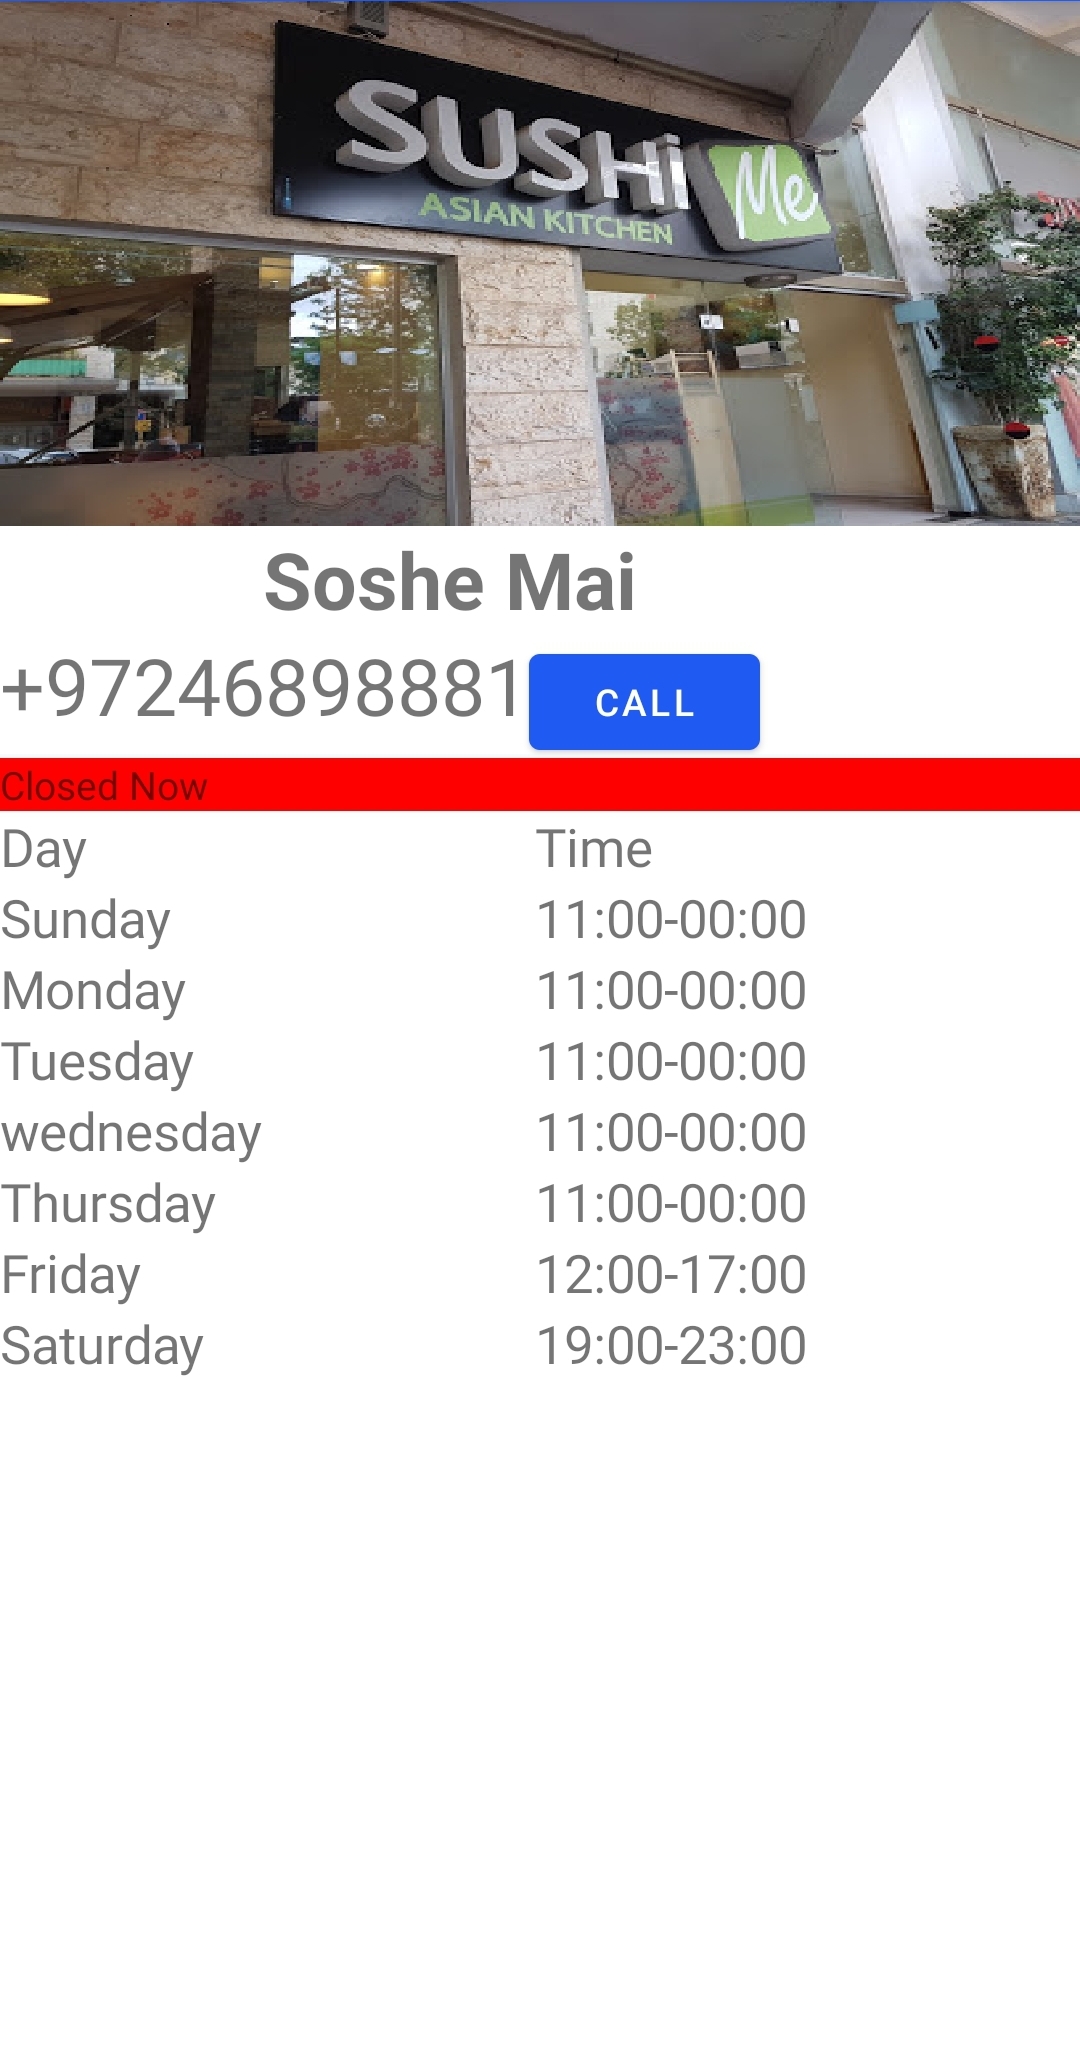 SUSHi Me
ASIAN KITCHEN
Soshe Mai
+97246898881 CALL
Closed Now
Day Time
Sunday 11:00-00:00
Monday 11:00-00:00
Tuesday 11:00-00:00
wednesday 11:00-00:00
Thursday 11:00-00:00
Friday 12:00-17:00
Saturday 19:00-23:00